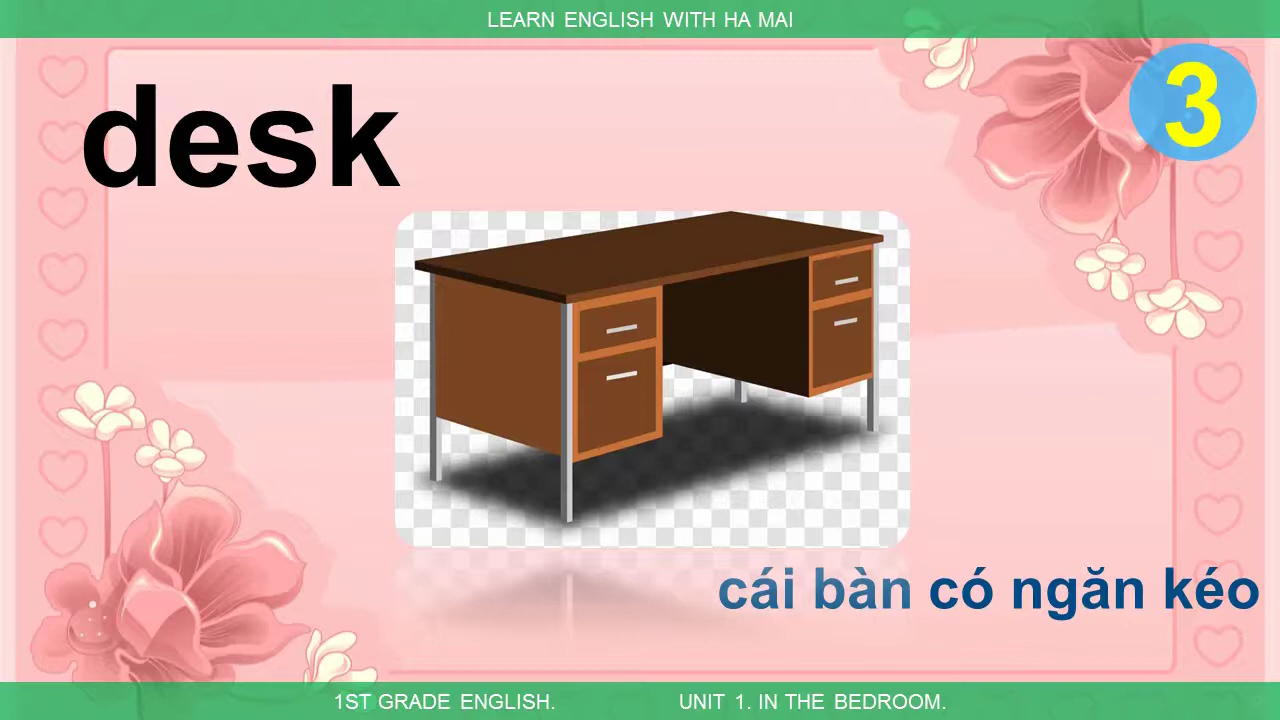 LEARN ENGLISH WITH HA MAI
desk
3
cái bàn có ngăn kéo
1ST GRADE ENGLISH. UNIT 1. IN THE BEDROOM.